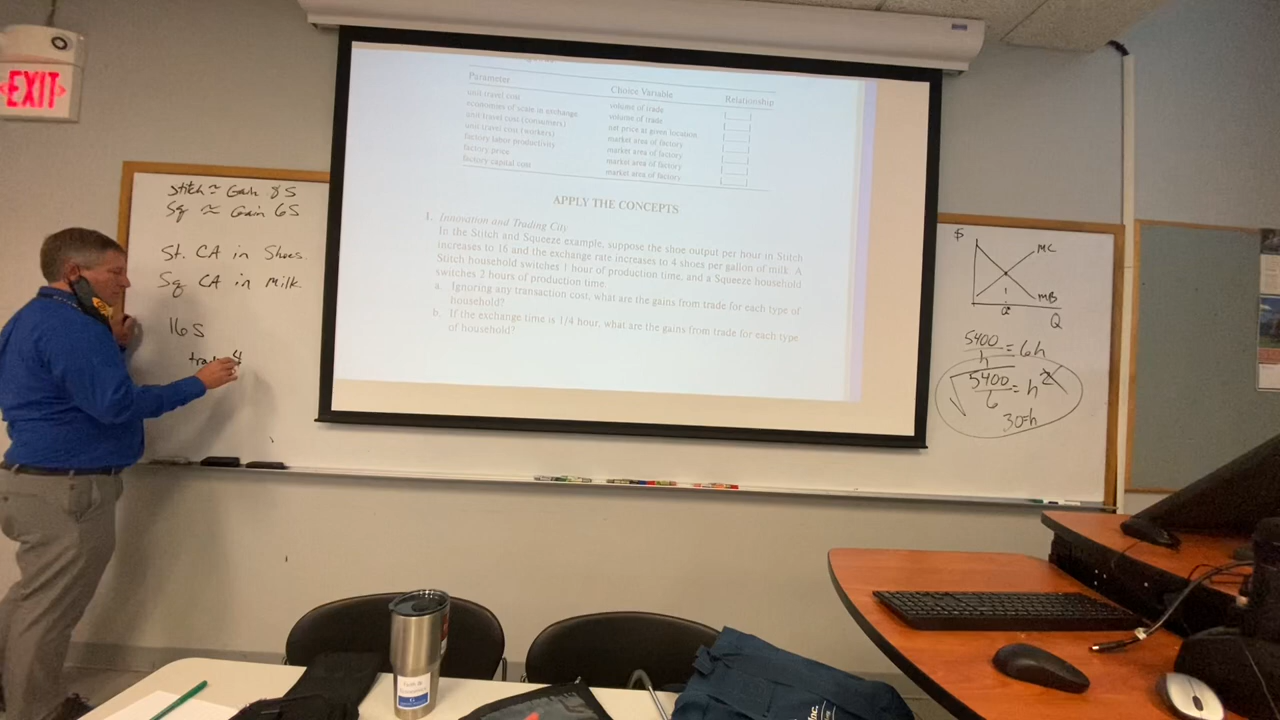 EXIT
Stitch ≈ Gain 8S
Sq ≈ Gain 6S
St. CA in Shoes.
Sq CA in Milk.
16S
4
Parameter Choice Variable Relationship
unit travel cost volume of trade
economies of scale in exchange volume of trade
unit travel cost (consumers) net price at given location
unit travel cost (workers) market area of factory
factory labor productivity market area of factory
factory price market area of factory
factory capital cost market area of factory
APPLY THE CONCEPTS
1. Innovation and Trading City
In the Stitch and Squeeze example, suppose the shoe output per hour in Stitch
increases to 16 and the exchange rate increases to 4 shoes per gallon of milk. A
Stitch household switches 1 hour of production time, and a Squeeze household
switches 2 hours of production time.
a. Ignoring any transaction cost, what are the gains from trade for each type of
household?
b. If the exchange time is 1/4 hour, what are the gains from trade for each type
of household?
$
MC
MB
Q
5400/h = 6h
√5400/6 = h
30=h
Inc.